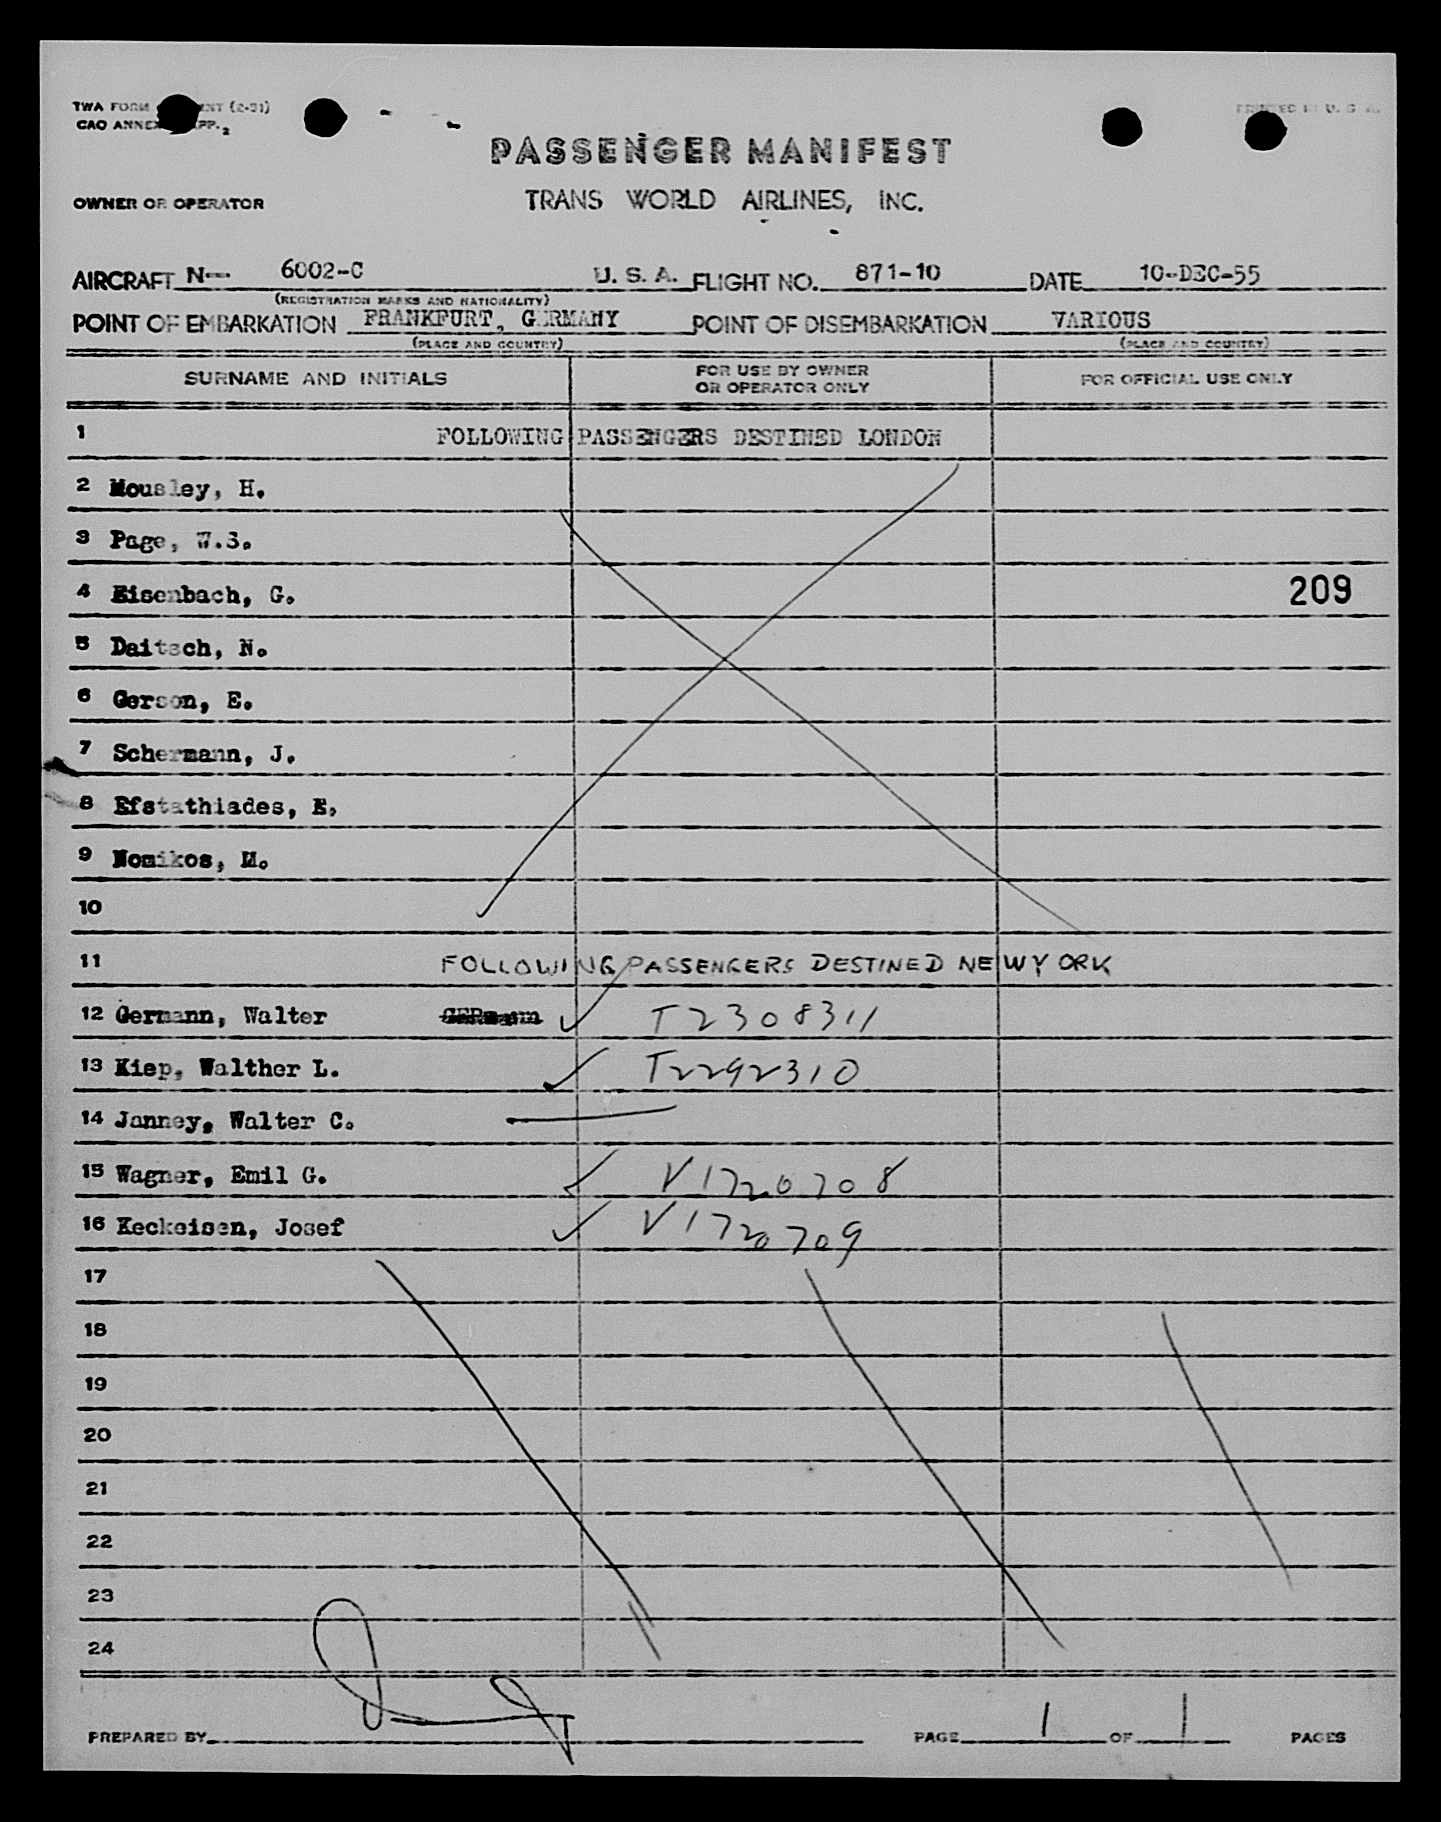 TWA FORM
PRINTED IN U. S. A.
PASSENGER MANIFEST
OWNER OR OPERATOR
TRANS WORLD AIRLINES, INC.
AIRCRAFT N-- 6002-C U. S. A. FLIGHT NO. 871-10 DATE 10-DEC-55
(REGISTRATION MARKS AND NATIONALITY)
POINT OF EMBARKATION FRANKFURT, GERMANY POINT OF DISEMBARKATION VARIOUS
(PLACE AND COUNTRY) (PLACE AND COUNTRY)
SURNAME AND INITIALS FOR USE BY OWNER OR OPERATOR ONLY FOR OFFICIAL USE ONLY
1 FOLLOWING PASSENGERS DESTINED LONDON
2 Mousley, H.
3 Page, W.S.
4 Eisenbach, G. 209
5 Daitsch, N.
6 Gerson, E.
7 Schermann, J.
8 Efstathiades, E.
9 Nomikos, M.
10
11 FOLLOWING PASSENGERS DESTINED NEWYORK
12 Germann, Walter GERmann T2308311
13 Kiep, Walther L. T2292310
14 Janney, Walter C.
15 Wagner, Emil G. V1720708
16 Keckeisen, Josef V1720709
17
18
19
20
21
22
23
24
PREPARED BY PAGE 1 OF 1 PAGES